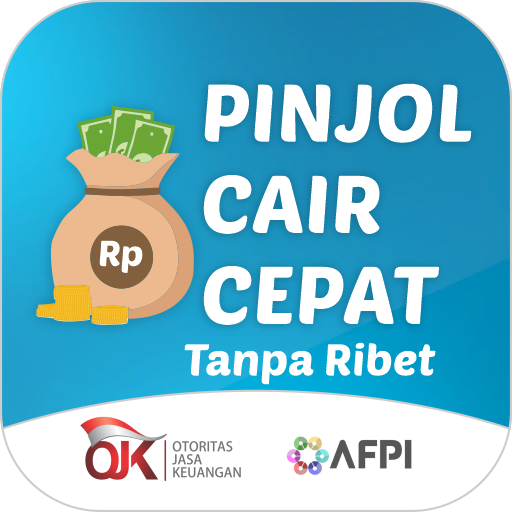 PINJOL
CAIR
CEPAT
Tanpa Ribet
Rp
OJK
OTORITAS
JASA
KEUANGAN
AFPI